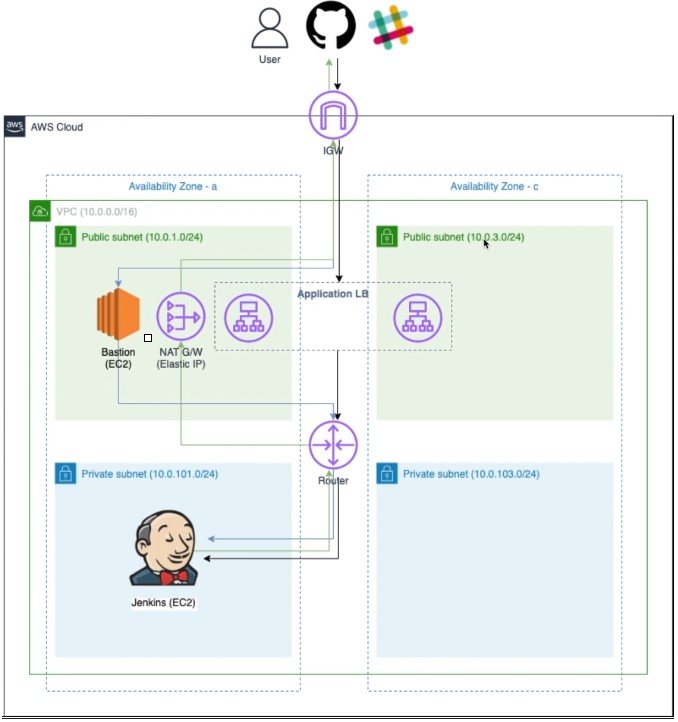 User
aws
AWS Cloud
IGW
Availability Zone - a
Availability Zone - c
VPC (10.0.0.0/16)
Public subnet (10.0.1.0/24)
Public subnet (10.0.3.0/24)
Application LB
Bastion
(EC2)
NAT G/W
(Elastic IP)
Router
Private subnet (10.0.101.0/24)
Private subnet (10.0.103.0/24)
Jenkins (EC2)